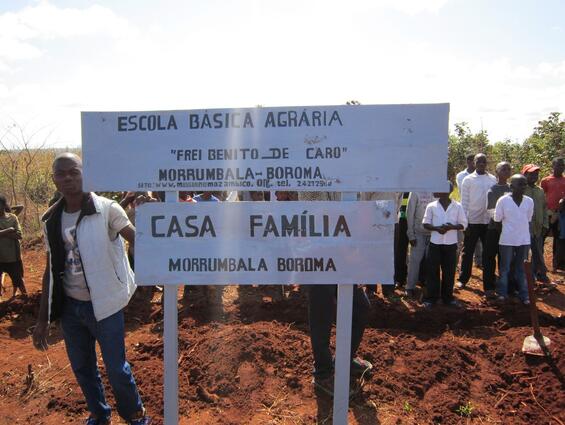 ESCOLA BÁSICA AGRÁRIA
"FREI BENITO DE CARO"
MORRUMBALA-BOROMA
CASA FAMÍLIA
MORRUMBALA BOROMA